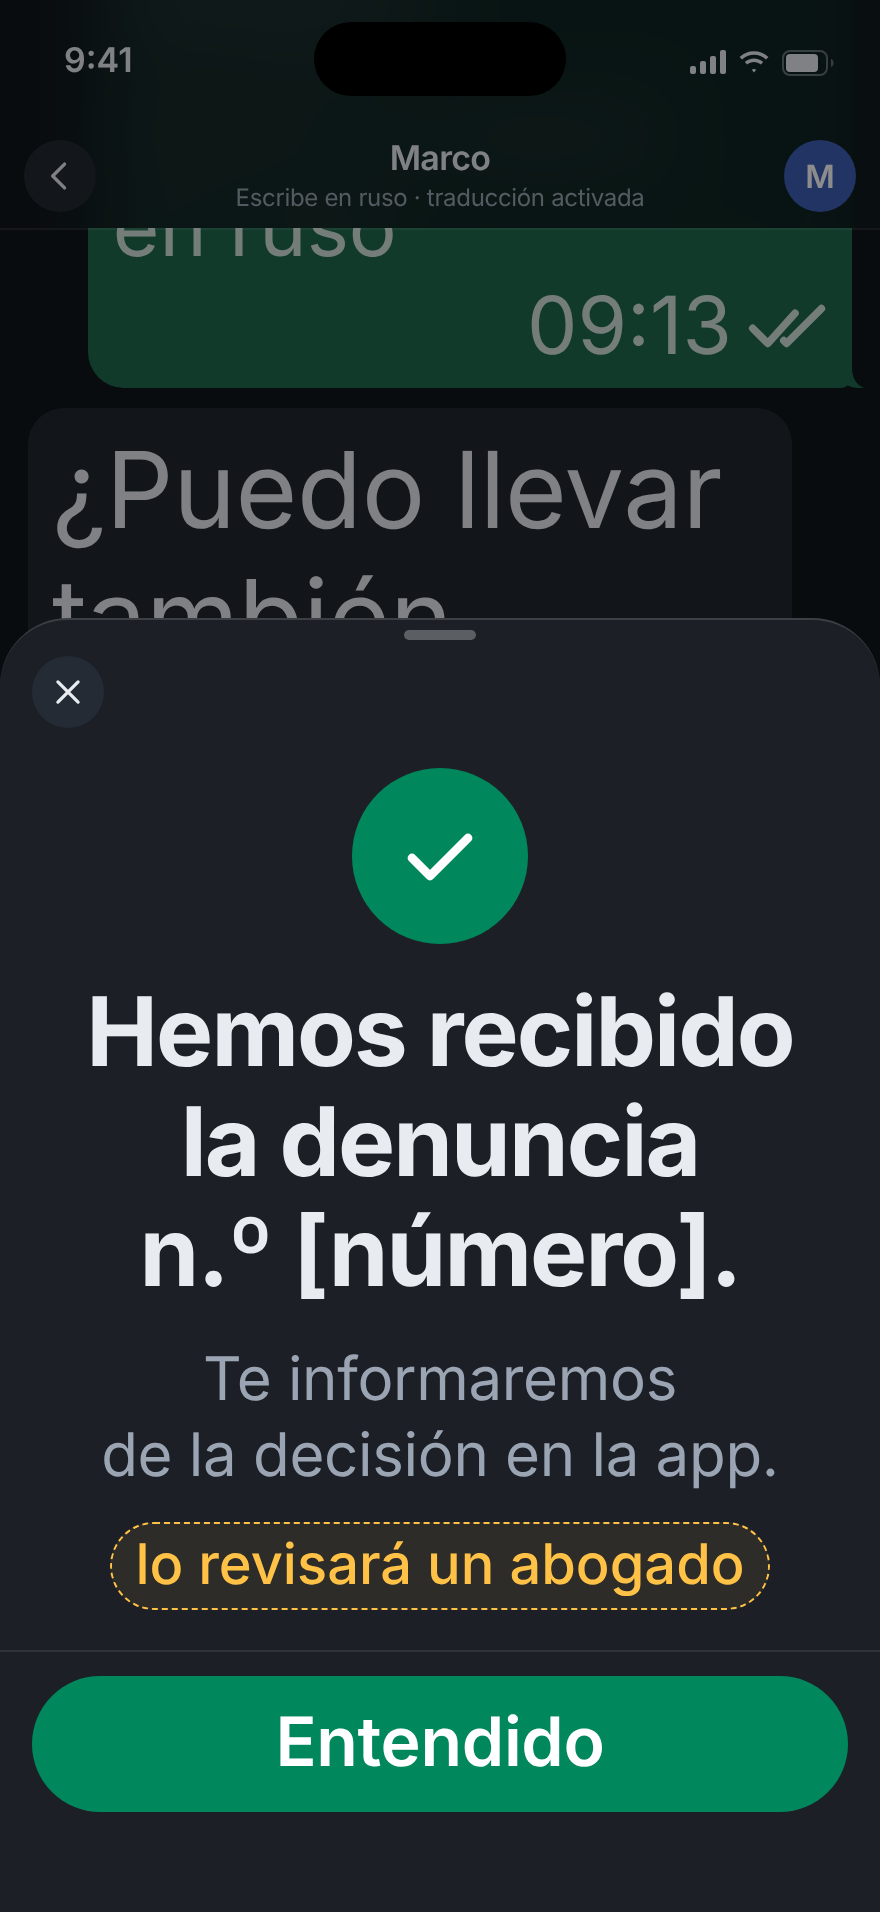 9:41
Marco
Escribe en ruso · traducción activada
M
en ruso
09:13
¿Puedo llevar
también
Hemos recibido
la denuncia
n.º [número].
Te informaremos
de la decisión en la app.
lo revisará un abogado
Entendido